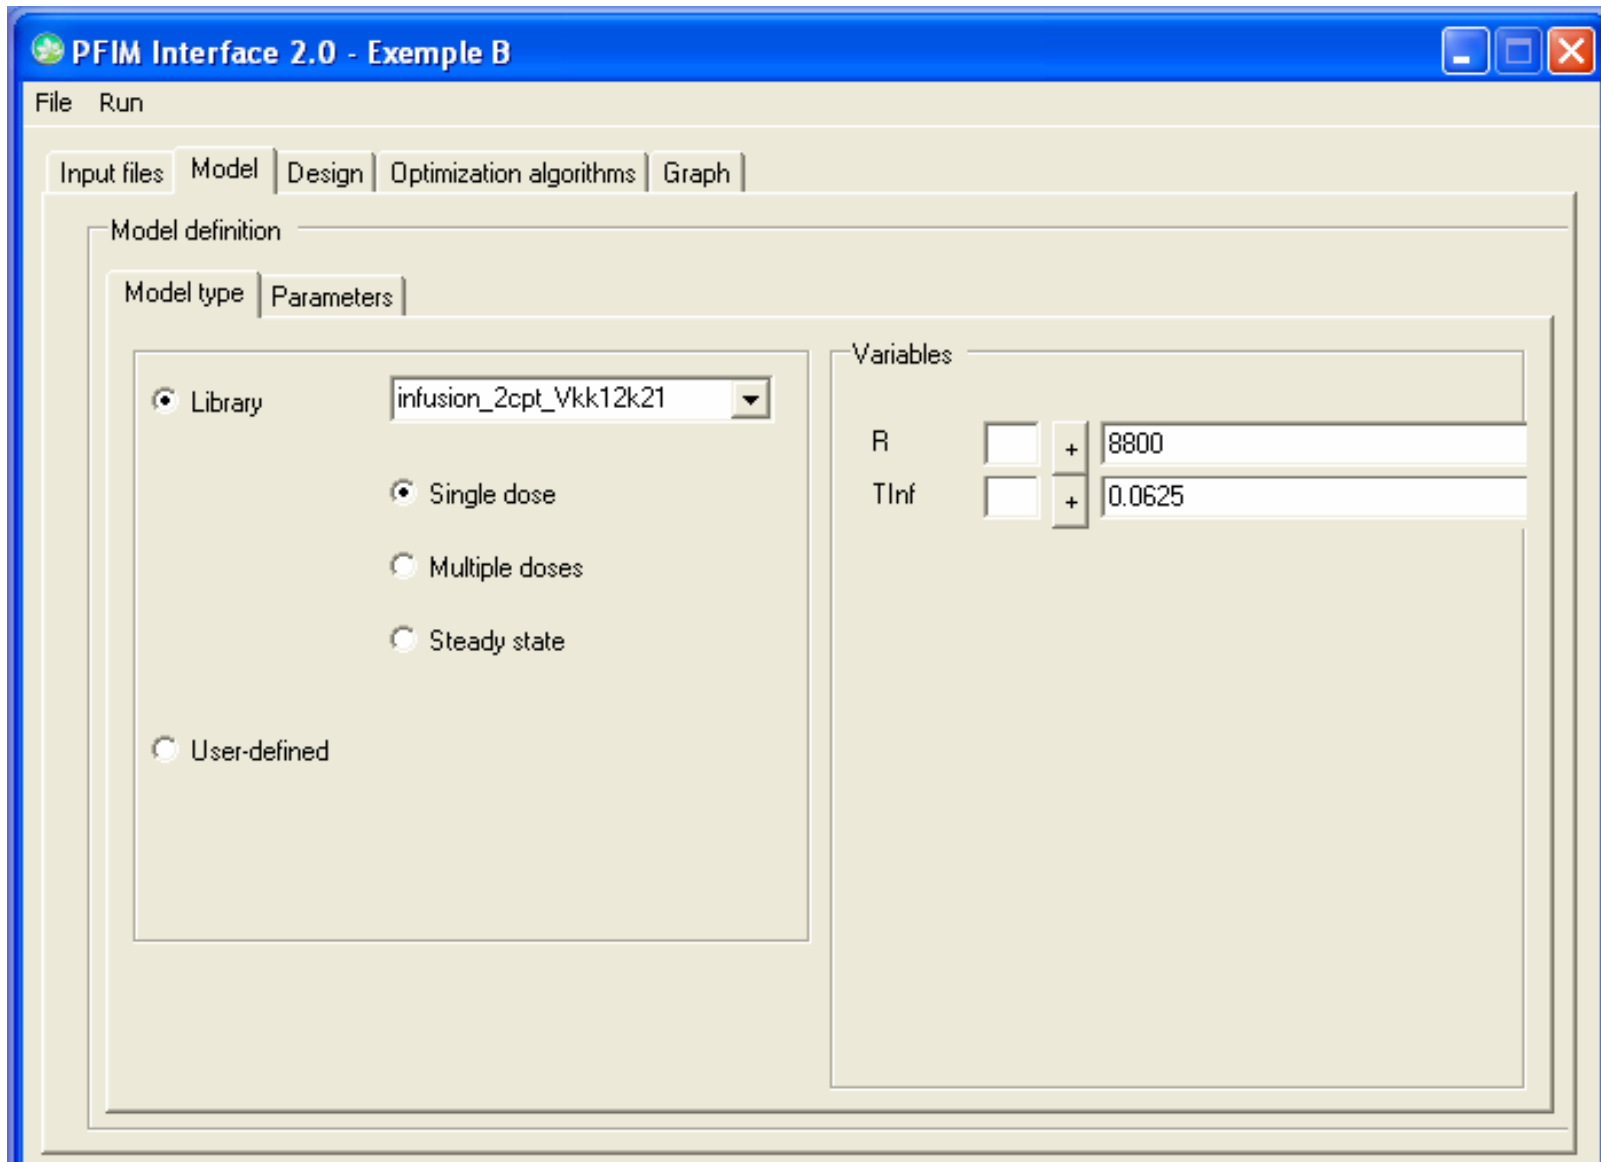 PFIM Interface 2.0 - Exemple B
File Run
Input files Model Design Optimization algorithms Graph
Model definition
Model type Parameters
Library infusion_2cpt_Vkk12k21
Single dose
Multiple doses
Steady state
User-defined
Variables
R + 8800
TInf + 0.0625